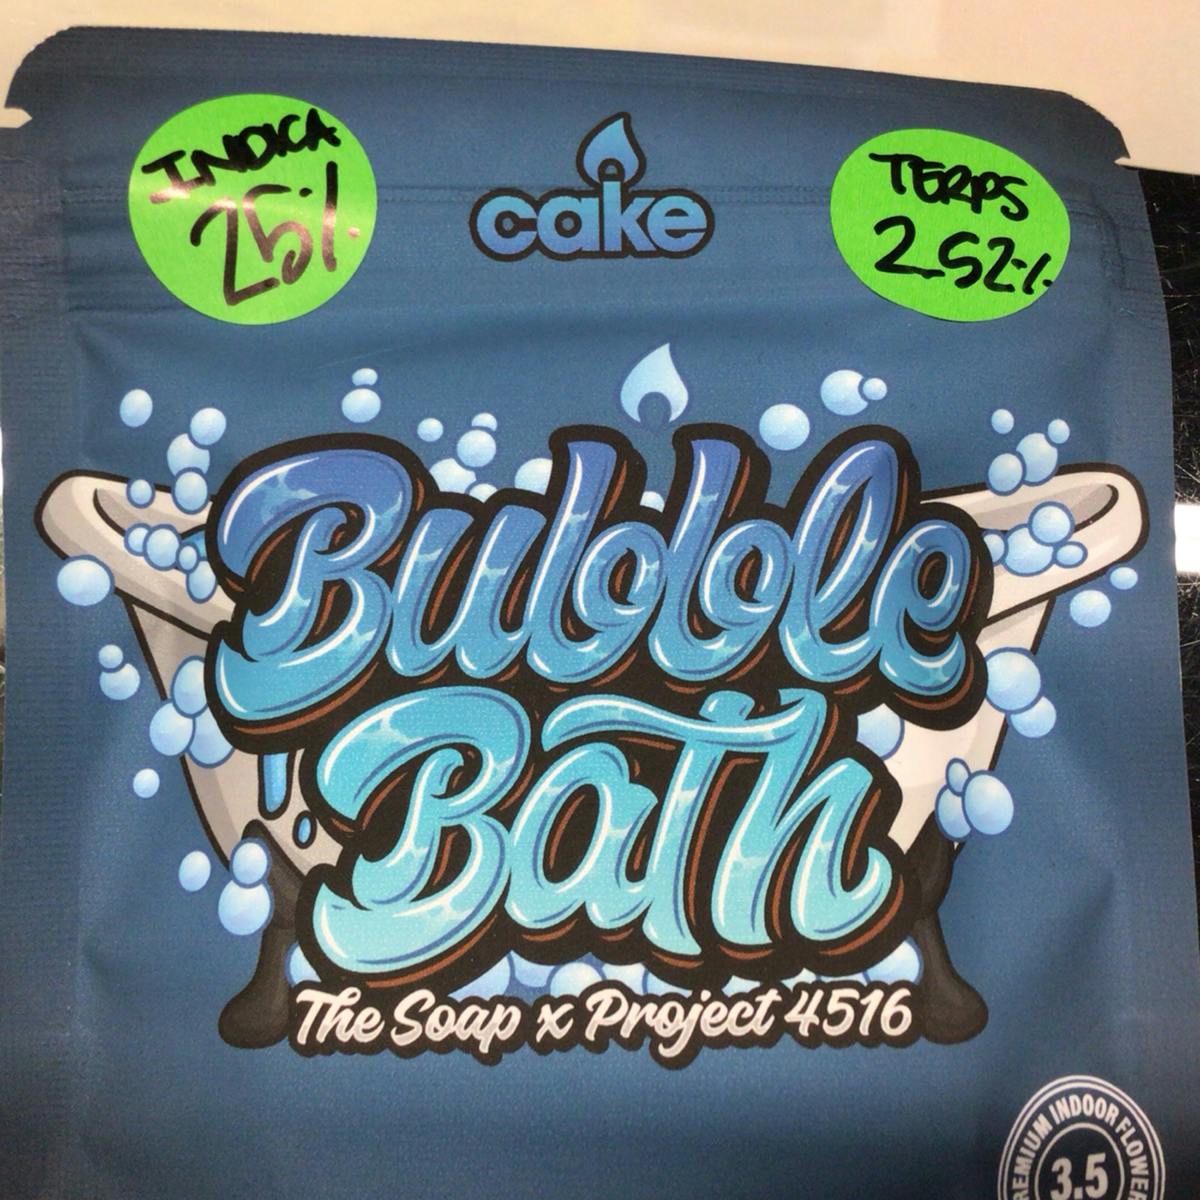 INDICA
25%
cake
TERPS
2.52%
Bubble
Bath
The Soap x Project 4516
PREMIUM INDOOR FLOWER
3.5